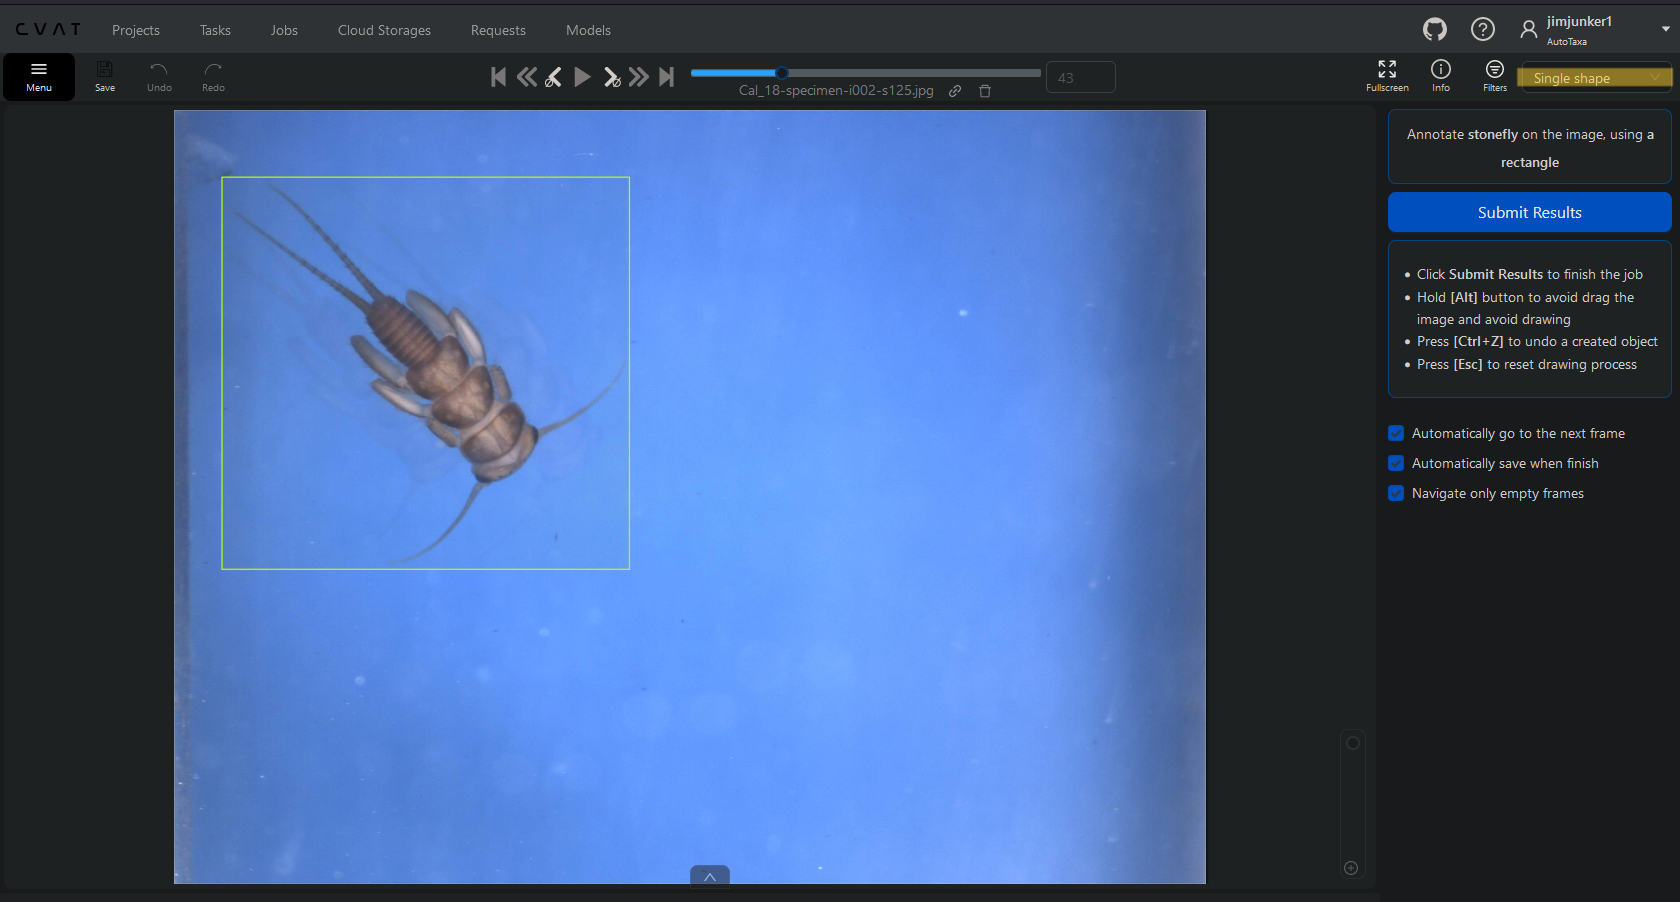 CVAT Projects Tasks Jobs Cloud Storages Requests Models jimjunker1
AutoTaxa
Menu Save Undo Redo 43 Fullscreen Info Filters Single shape
Cal_18-specimen-i002-s125.jpg
Annotate stonefly on the image, using a
rectangle
Submit Results
Click Submit Results to finish the job
Hold [Alt] button to avoid drag the
image and avoid drawing
Press [Ctrl+Z] to undo a created object
Press [Esc] to reset drawing process
Automatically go to the next frame
Automatically save when finish
Navigate only empty frames